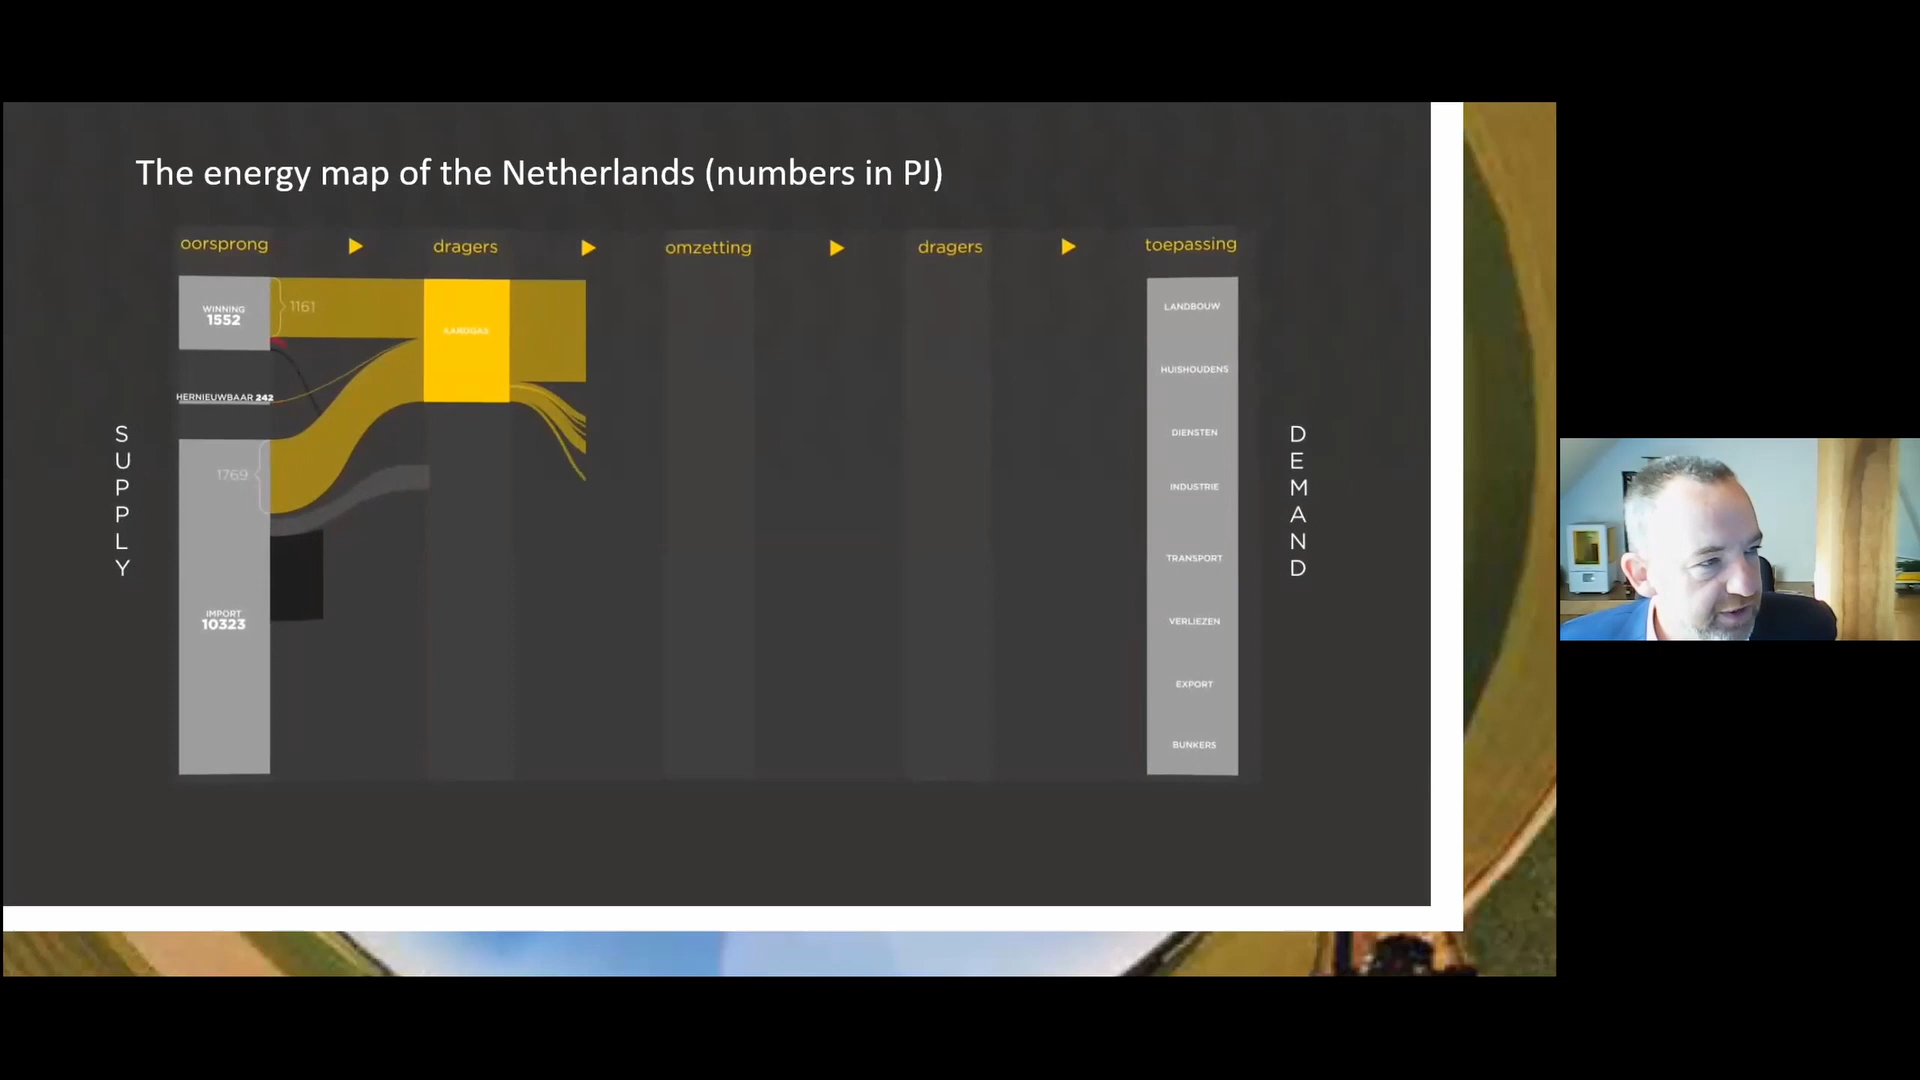 The energy map of the Netherlands (numbers in PJ)
oorsprong
dragers
omzetting
dragers
toepassing
WINNING
1552
1161
AARDGAS
HERNIEUWBAAR 242
1769
IMPORT
10323
SUPPLY
LANDBOUW
HUISHOUDENS
DIENSTEN
INDUSTRIE
TRANSPORT
VERLIEZEN
EXPORT
BUNKERS
DEMAND